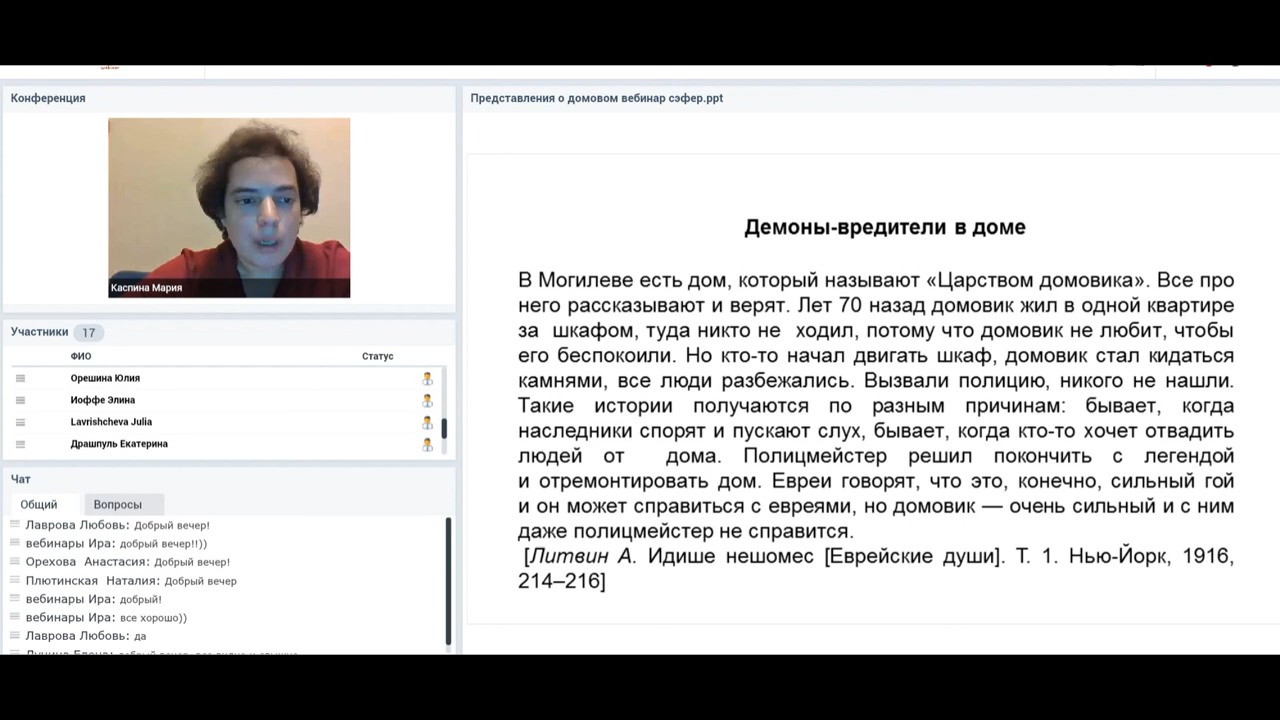 Конференция
Каспина Мария
Участники 17
ФИО Статус
Орешина Юлия
Иоффе Элина
Lavrishcheva Julia
Драшпуль Екатерина
Чат
Общий Вопросы
Лаврова Любовь: Добрый вечер!
вебинары Ира: добрый вечер!!))
Орехова Анастасия: Добрый вечер!
Плютинская Наталия: Добрый вечер
вебинары Ира: добрый!
вебинары Ира: все хорошо))
Лаврова Любовь: да
Представления о домовом вебинар сэфер.ppt
Демоны-вредители в доме
В Могилеве есть дом, который называют «Царством домовика». Все про
него рассказывают и верят. Лет 70 назад домовик жил в одной квартире
за шкафом, туда никто не ходил, потому что домовик не любит, чтобы
его беспокоили. Но кто-то начал двигать шкаф, домовик стал кидаться
камнями, все люди разбежались. Вызвали полицию, никого не нашли.
Такие истории получаются по разным причинам: бывает, когда
наследники спорят и пускают слух, бывает, когда кто-то хочет отвадить
людей от дома. Полицмейстер решил покончить с легендой
и отремонтировать дом. Евреи говорят, что это, конечно, сильный гой
и он может справиться с евреями, но домовик — очень сильный и с ним
даже полицмейстер не справится.
[Литвин А. Идише нешомес [Еврейские души]. Т. 1. Нью-Йорк, 1916,
214–216]